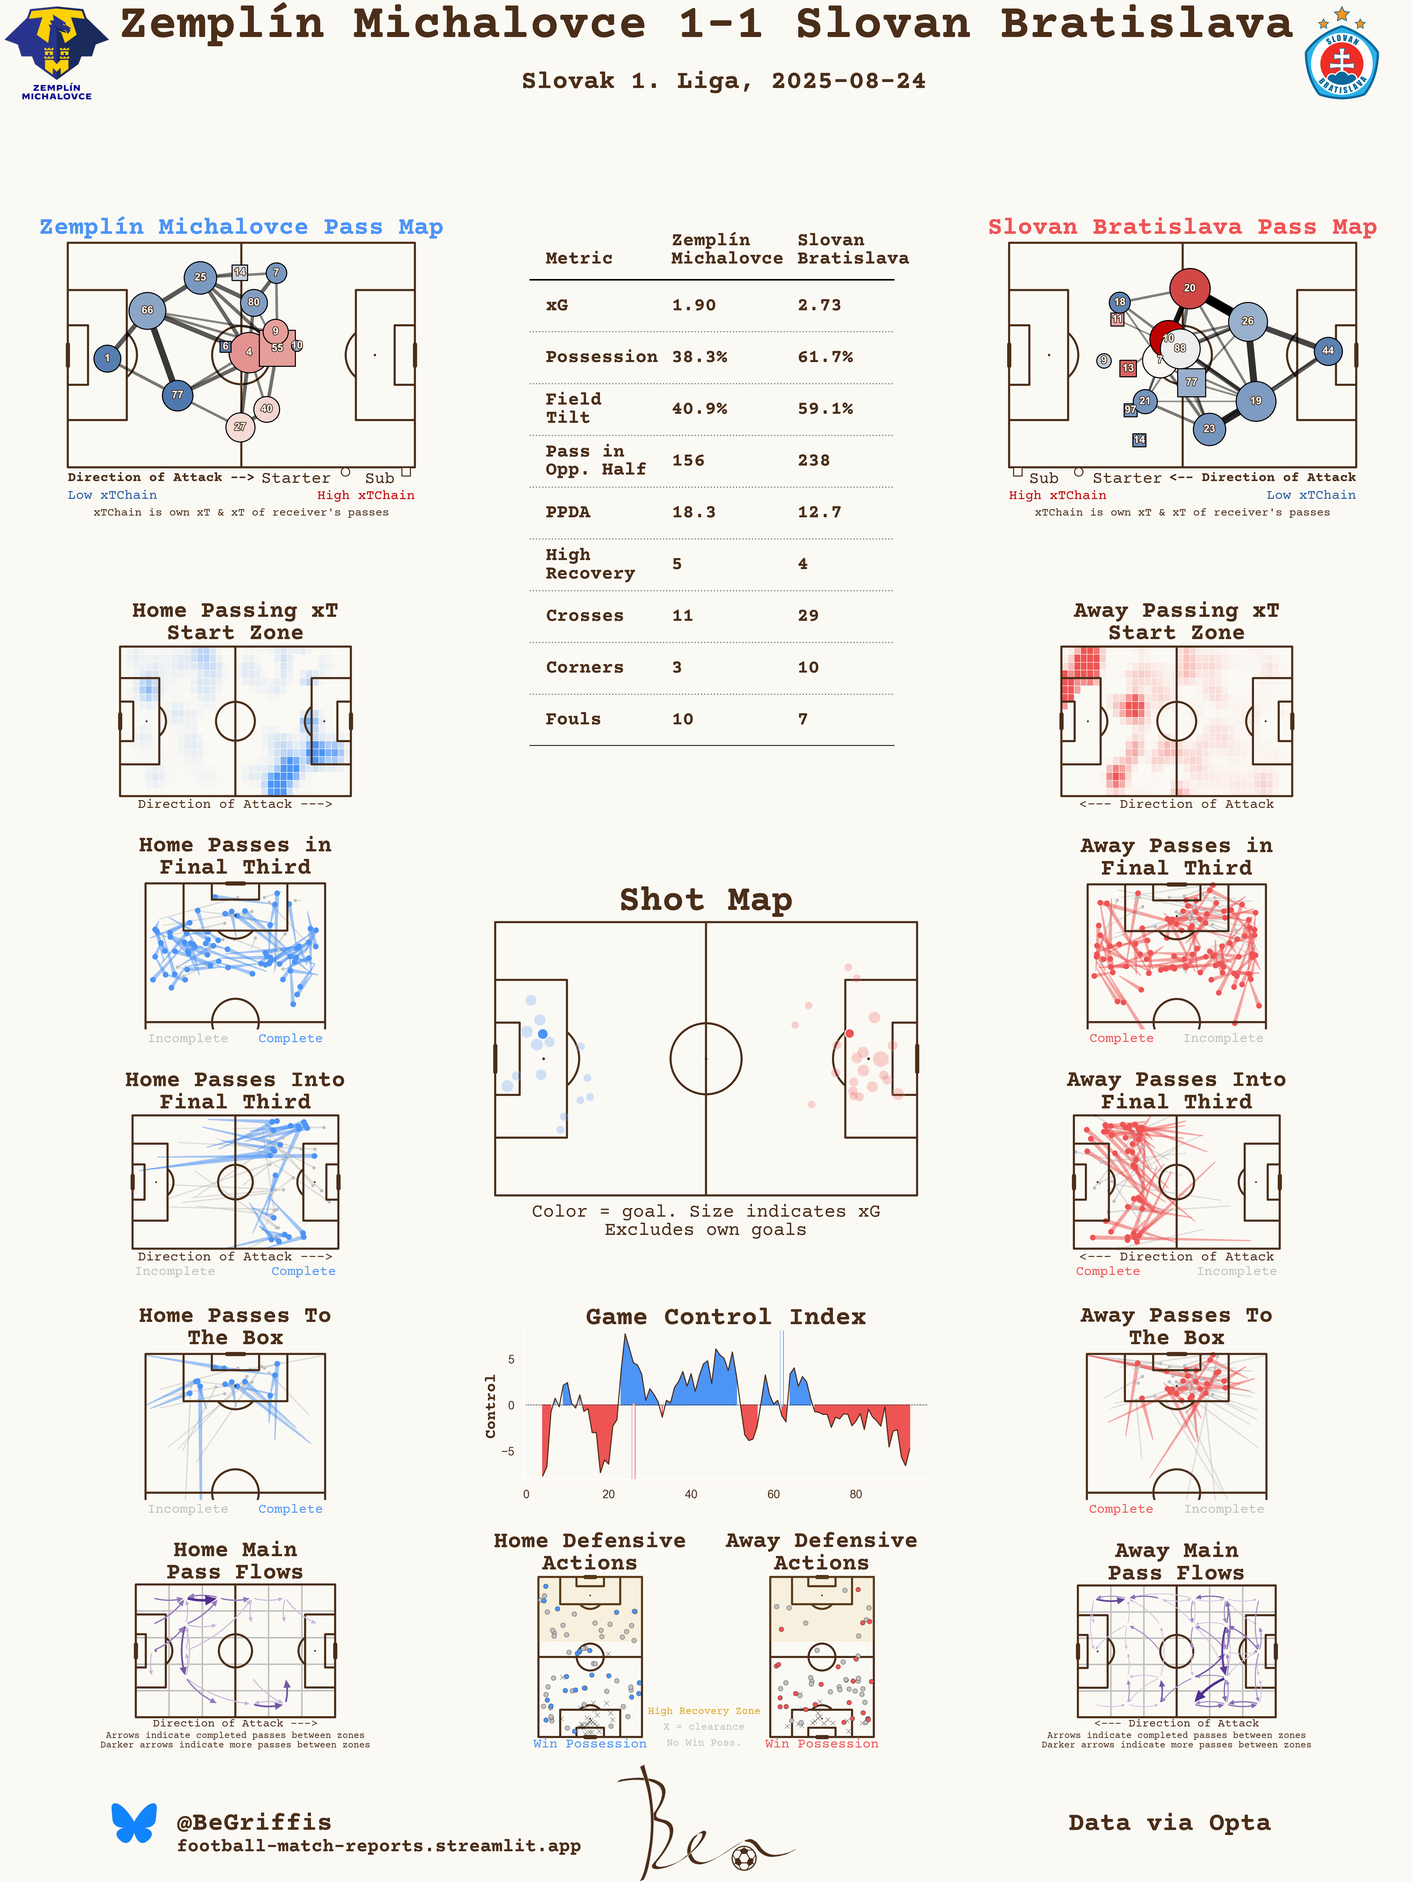 Zemplín Michalovce 1-1 Slovan Bratislava
Slovak 1. Liga, 2025-08-24
ZEMPLÍN
MICHALOVCE
SLOVAN
BRATISLAVA
Zemplín Michalovce Pass Map
25
14
7
66
80
9
6
4
55
10
1
77
40
27
Direction of Attack --> Starter Sub
Low xTChain High xTChain
xTChain is own xT & xT of receiver's passes
Metric Zemplín Michalovce Slovan Bratislava
xG 1.90 2.73
Possession 38.3% 61.7%
Field Tilt 40.9% 59.1%
Pass in Opp. Half 156 238
PPDA 18.3 12.7
High Recovery 5 4
Crosses 11 29
Corners 3 10
Fouls 10 7
Slovan Bratislava Pass Map
20
18
11
26
10
88
7
44
9
13
77
21
97
19
23
14
Sub Starter <-- Direction of Attack
High xTChain Low xTChain
xTChain is own xT & xT of receiver's passes
Home Passing xT
Start Zone
Direction of Attack --->
Away Passing xT
Start Zone
<--- Direction of Attack
Home Passes in
Final Third
Incomplete Complete
Away Passes in
Final Third
Complete Incomplete
Shot Map
Color = goal. Size indicates xG
Excludes own goals
Home Passes Into
Final Third
Direction of Attack --->
Incomplete Complete
Away Passes Into
Final Third
<--- Direction of Attack
Complete Incomplete
Home Passes To
The Box
Incomplete Complete
Game Control Index
Control
5
0
−5
0 20 40 60 80
Away Passes To
The Box
Complete Incomplete
Home Main
Pass Flows
Direction of Attack --->
Arrows indicate completed passes between zones
Darker arrows indicate more passes between zones
Home Defensive
Actions
Win Possession
Away Defensive
Actions
Win Possession
High Recovery Zone
X = clearance
No Win Poss.
Away Main
Pass Flows
<--- Direction of Attack
Arrows indicate completed passes between zones
Darker arrows indicate more passes between zones
@BeGriffis
football-match-reports.streamlit.app
Ben
Data via Opta